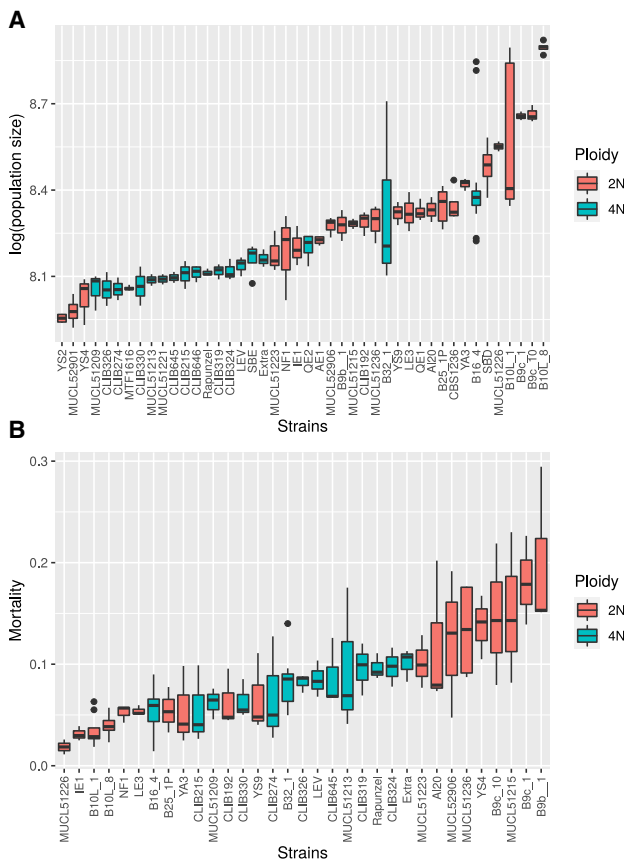 A
log(population size)
8.7
8.4
8.1
YS2
MUCL52901
YS4
MUCL51209
CLIB326
CLIB274
MTF1616
CLIB330
MUCL51213
MUCL51221
CLIB645
CLIB215
CLIB646
Rapunzel
CLIB319
CLIB324
LEV
SBE
Extra
MUCL51223
NF1
IE1
QE2
AE1
MUCL52906
B9b_1
MUCL51215
CLIB192
MUCL51236
B32_1
YS9
LE3
QE1
AI20
B25_1P
CBS1236
YA3
B16_4
SBD
MUCL51226
B10L_1
B9c_1
B9c_10
B10L_8
Strains
Ploidy
2N
4N
B
Mortality
0.3
0.2
0.1
0.0
MUCL51226
IE1
B10L_1
B10L_8
NF1
LE3
B16_4
B25_1P
YA3
CLIB215
MUCL51209
CLIB192
CLIB330
YS9
CLIB274
B32_1
CLIB326
LEV
CLIB645
MUCL51213
CLIB319
Rapunzel
CLIB324
Extra
MUCL51223
AI20
MUCL52906
MUCL51236
YS4
B9c_10
MUCL51215
B9c_1
B9b_1
Strains
Ploidy
2N
4N